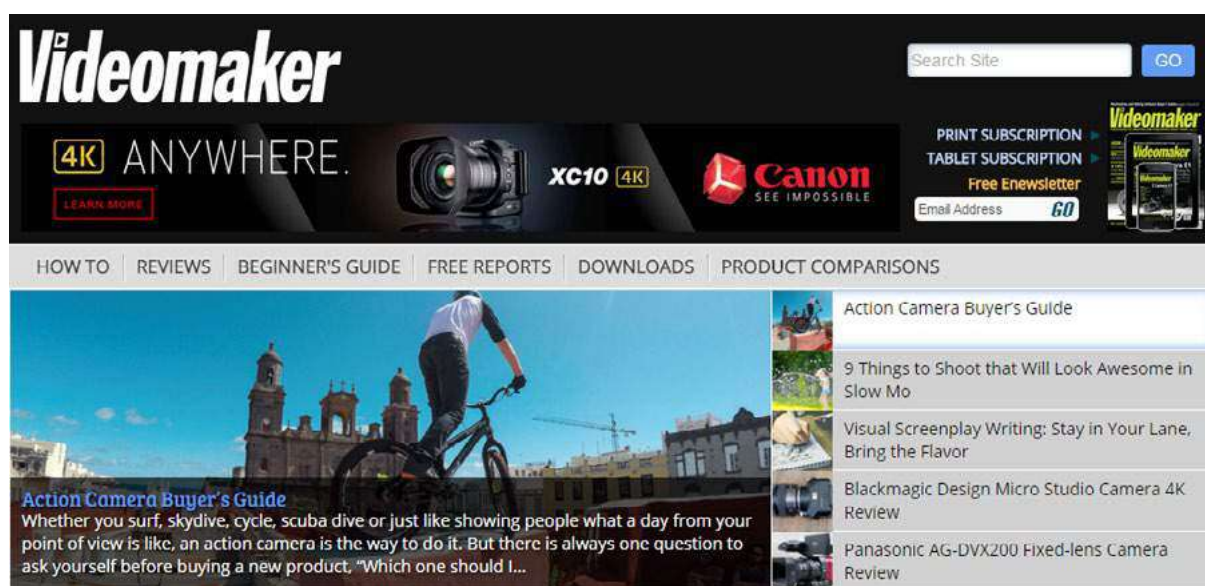 Videomaker
Search Site
GO
4K ANYWHERE.
LEARN MORE
XC10 4K
Canon
SEE IMPOSSIBLE
PRINT SUBSCRIPTION
TABLET SUBSCRIPTION
Free Enewsletter
Email Address GO
Videomaker
Videomaker
HOW TO
REVIEWS
BEGINNER'S GUIDE
FREE REPORTS
DOWNLOADS
PRODUCT COMPARISONS
Action Camera Buyer's Guide
Whether you surf, skydive, cycle, scuba dive or just like showing people what a day from your
point of view is like, an action camera is the way to do it. But there is always one question to
ask yourself before buying a new product, “Which one should I...
Action Camera Buyer's Guide
9 Things to Shoot that Will Look Awesome in
Slow Mo
Visual Screenplay Writing: Stay in Your Lane,
Bring the Flavor
Blackmagic Design Micro Studio Camera 4K
Review
Panasonic AG-DVX200 Fixed-lens Camera
Review